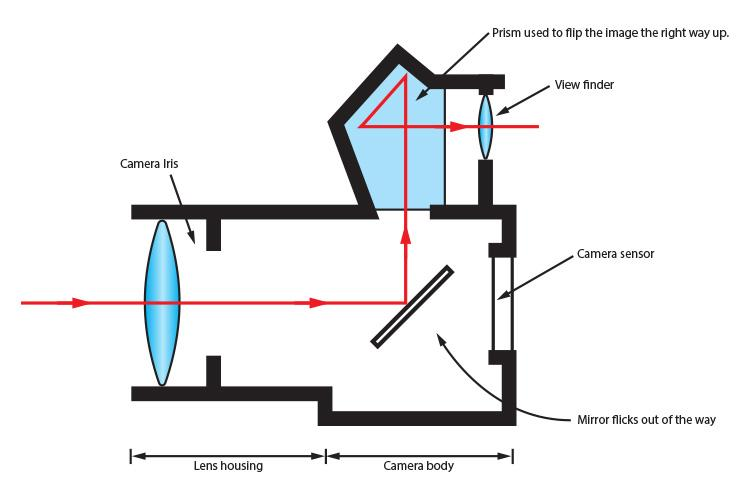 Prism used to flip the image the right way up.
View finder
Camera Iris
Camera sensor
Mirror flicks out of the way
Lens housing
Camera body